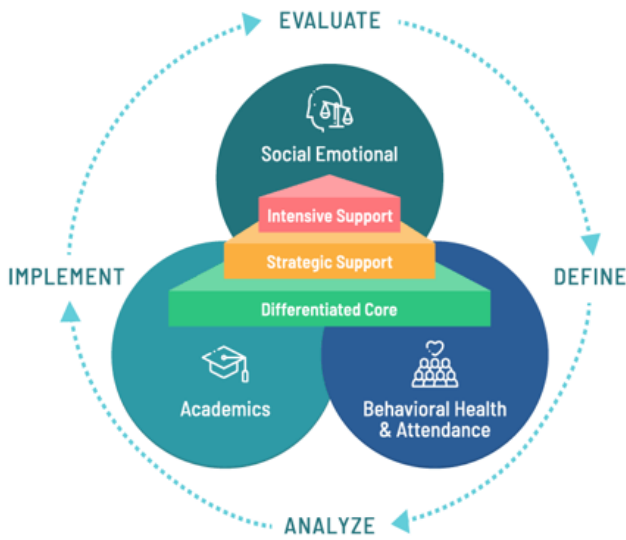 EVALUATE
Social Emotional
Intensive Support
Strategic Support
IMPLEMENT
DEFINE
Differentiated Core
Academics
Behavioral Health
& Attendance
ANALYZE